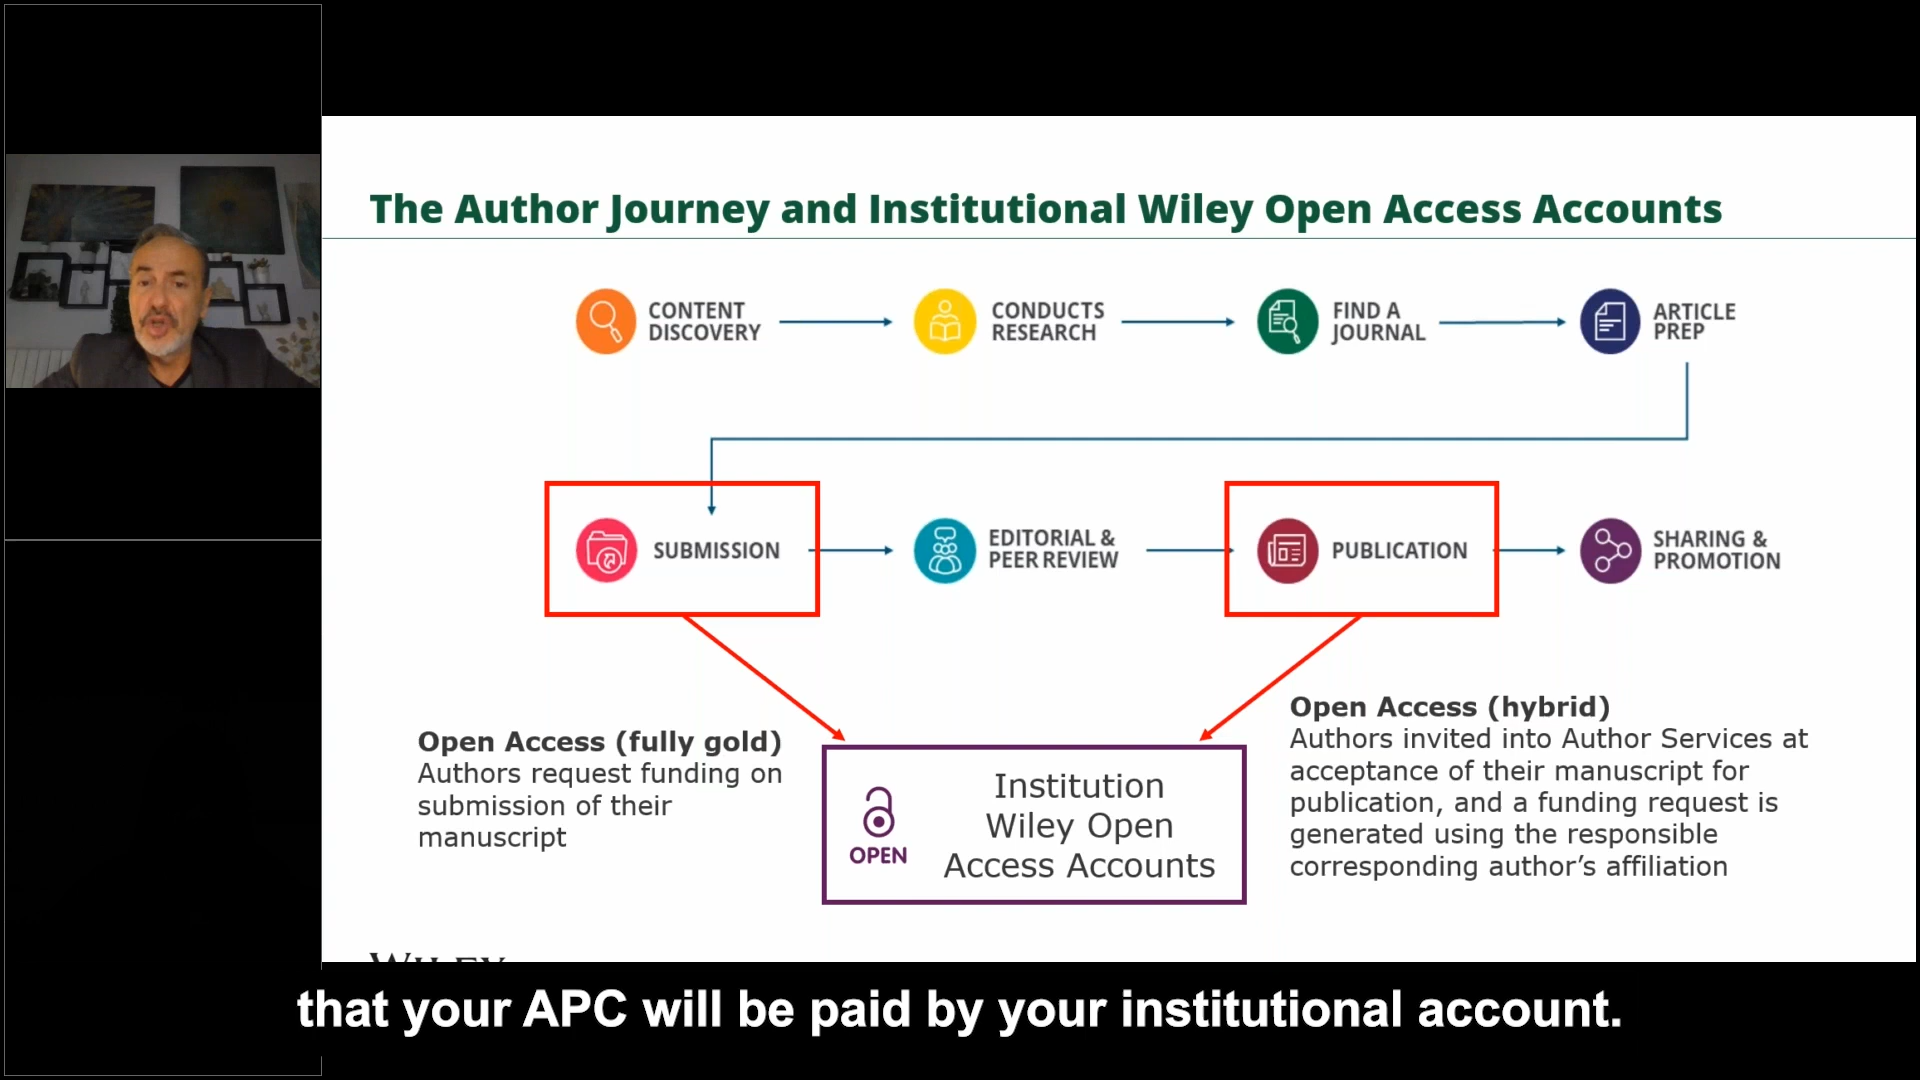 The Author Journey and Institutional Wiley Open Access Accounts
CONTENT
DISCOVERY
CONDUCTS
RESEARCH
FIND A
JOURNAL
ARTICLE
PREP
SUBMISSION
EDITORIAL &
PEER REVIEW
PUBLICATION
SHARING &
PROMOTION
Open Access (fully gold)
Authors request funding on
submission of their
manuscript
OPEN
Institution
Wiley Open
Access Accounts
Open Access (hybrid)
Authors invited into Author Services at
acceptance of their manuscript for
publication, and a funding request is
generated using the responsible
corresponding author’s affiliation
WILEY
that your APC will be paid by your institutional account.